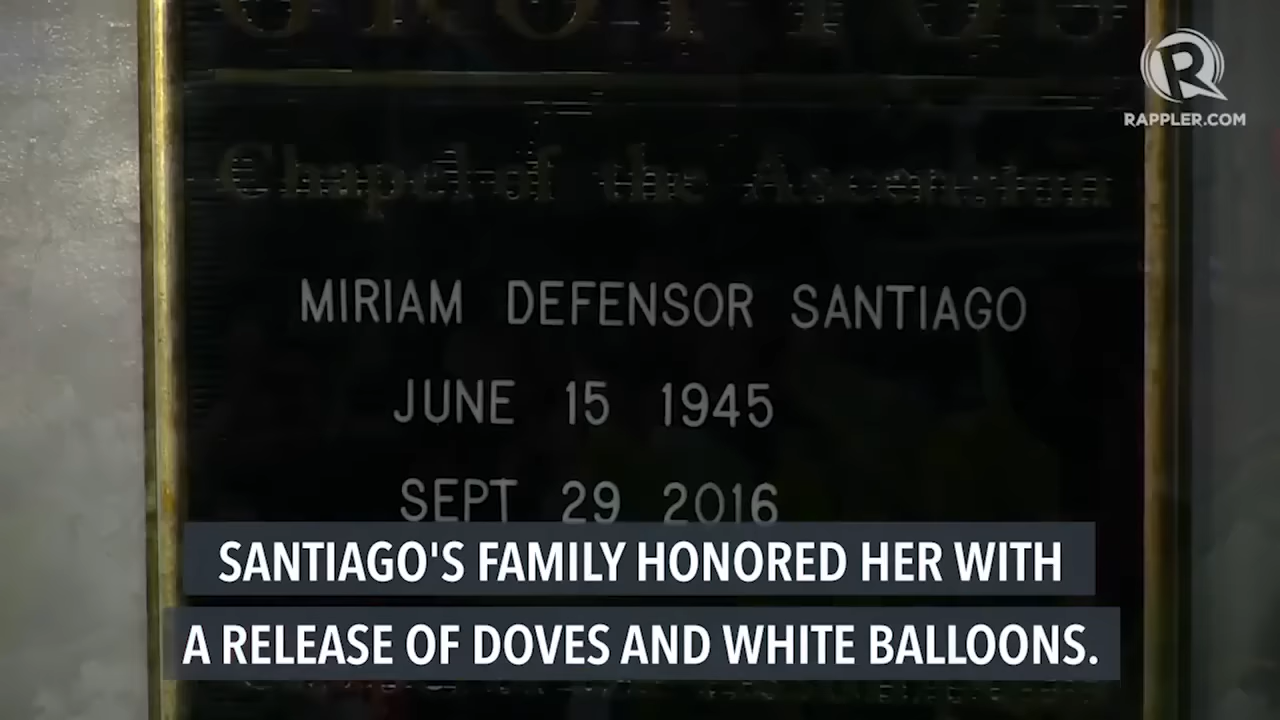 R
RAPPLER.COM
Chapel of the Ascension
MIRIAM DEFENSOR SANTIAGO
JUNE 15 1945
SEPT 29 2016
SANTIAGO'S FAMILY HONORED HER WITH
A RELEASE OF DOVES AND WHITE BALLOONS.